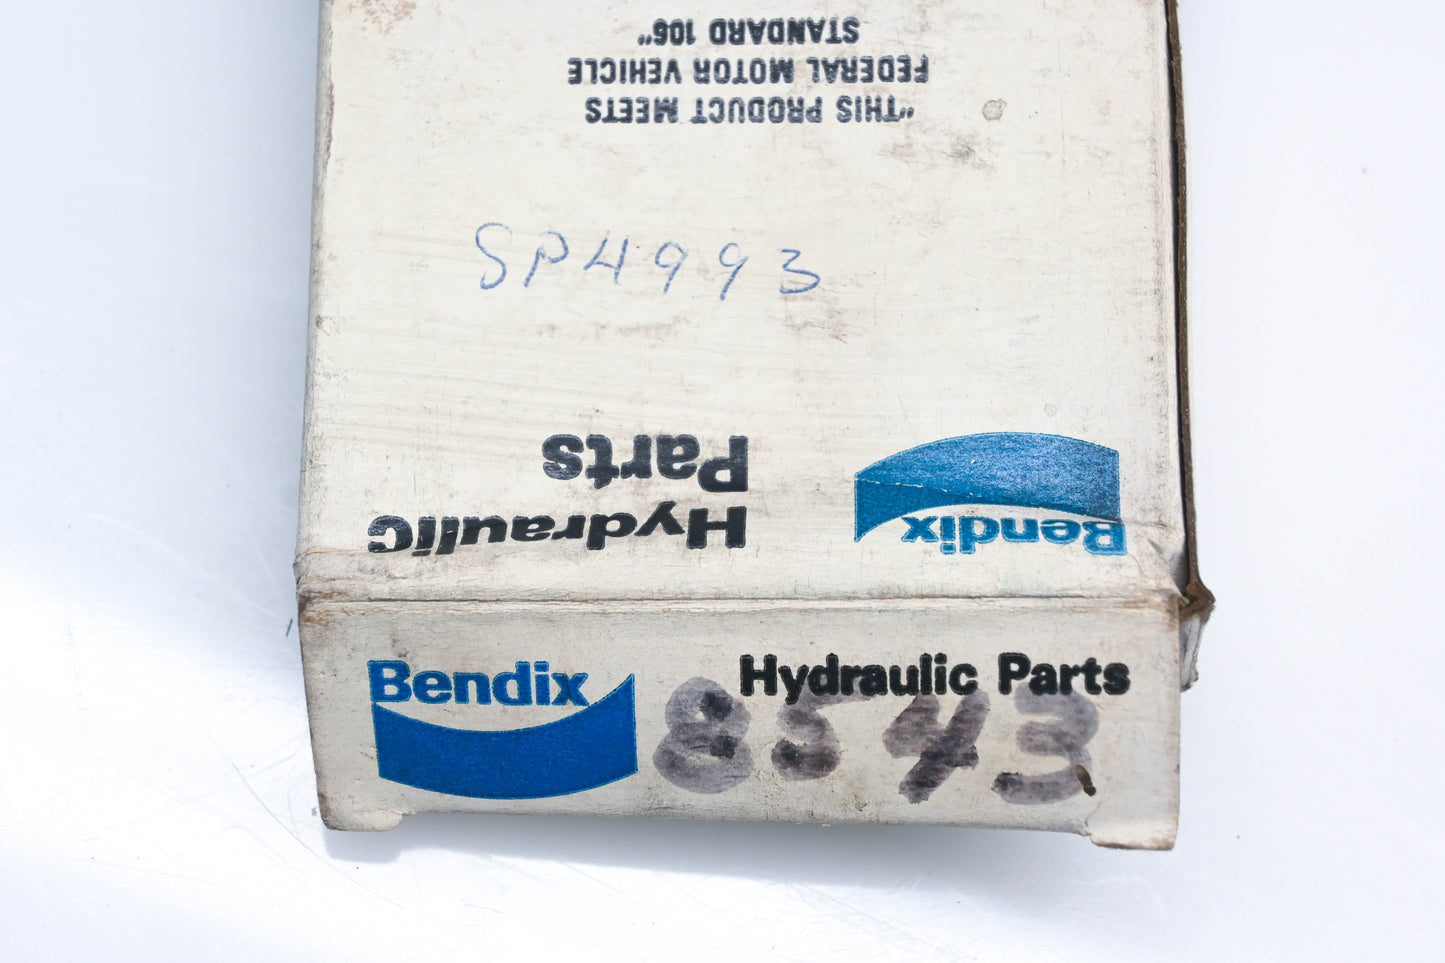 "THIS PRODUCT MEETS
FEDERAL MOTOR VEHICLE
STANDARD 106"
SP4993
Bendix
Hydraulic
Parts
Bendix
Hydraulic Parts
8543